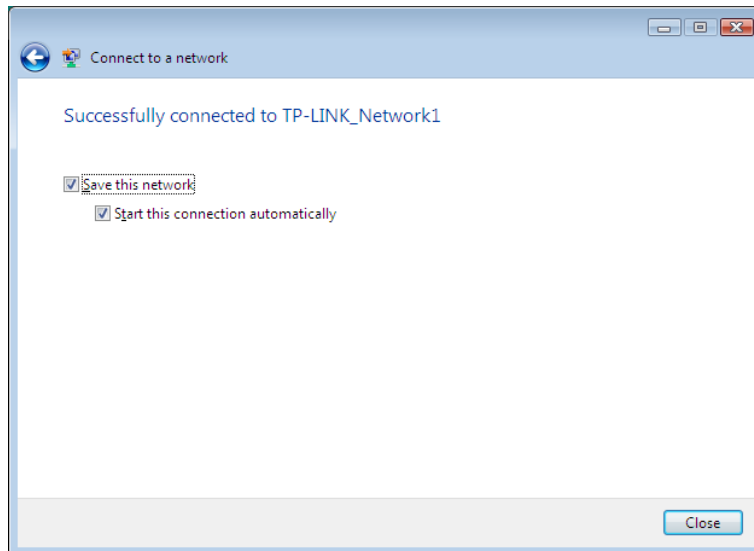 Connect to a network
Successfully connected to TP-LINK_Network1
Save this network
Start this connection automatically
Close